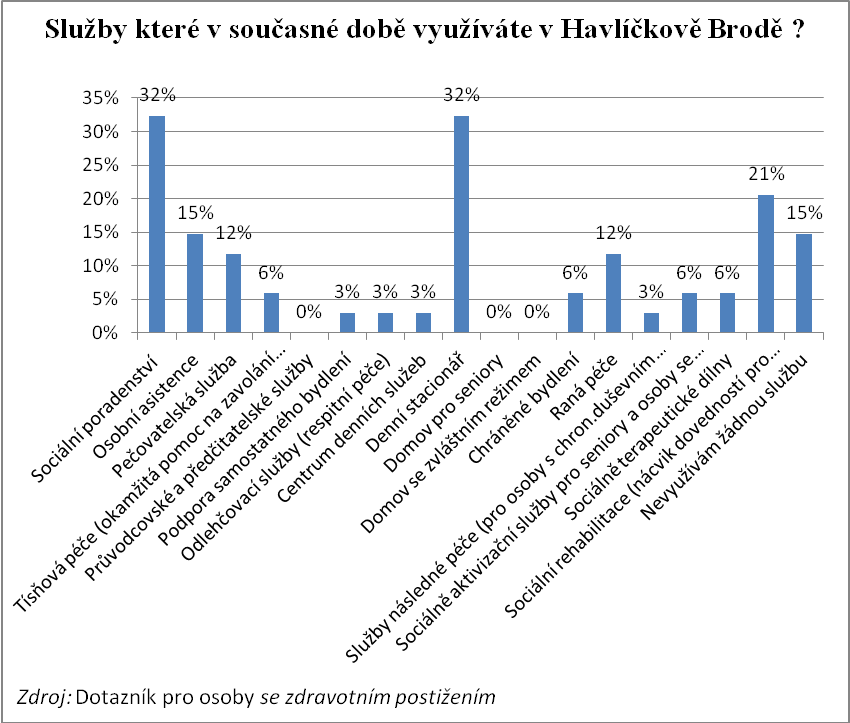 Služby které v současné době využíváte v Havlíčkově Brodě ?
35%
30%
25%
20%
15%
10%
5%
0%
32%
15%
12%
6%
0%
3%
3%
3%
32%
0%
0%
6%
12%
3%
6%
6%
21%
15%
Sociální poradenství
Osobní asistence
Pečovatelská služba
Tísňová péče (okamžitá pomoc na zavolání...
Průvodcovské a předčitatelské služby
Podpora samostatného bydlení
Odlehčovací služby (respitní péče)
Centrum denních služeb
Denní stacionář
Domov pro seniory
Domov se zvláštním režimem
Chráněné bydlení
Raná péče
Služby následné péče (pro osoby s chron.duševním...
Sociálně aktivizační služby pro seniory a osoby se...
Sociálně terapeutické dílny
Sociální rehabilitace (nácvik dovedností pro...
Nevyužívám žádnou službu
Zdroj: Dotazník pro osoby se zdravotním postižením